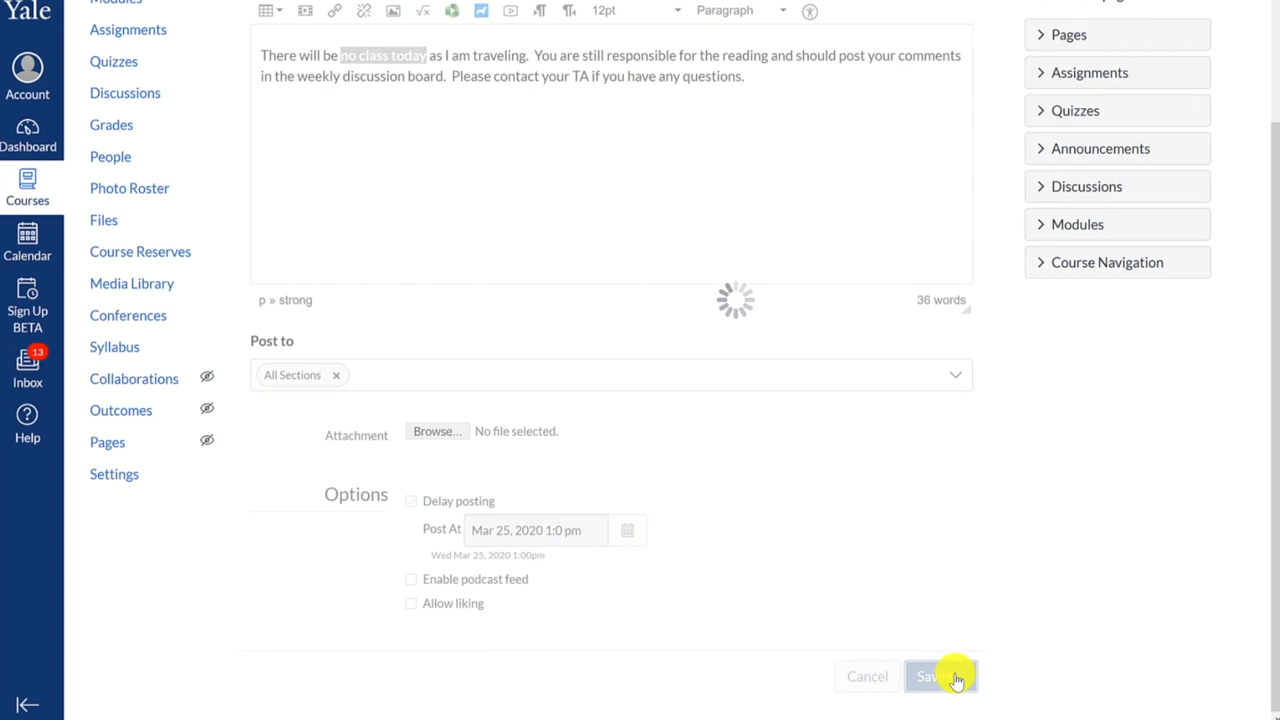 Yale
Account
Dashboard
Courses
Calendar
Sign Up
BETA
13
Inbox
Help
Assignments
Quizzes
Discussions
Grades
People
Photo Roster
Files
Course Reserves
Media Library
Conferences
Syllabus
Collaborations
Outcomes
Pages
Settings
12pt Paragraph
There will be no class today as I am traveling. You are still responsible for the reading and should post your comments
in the weekly discussion board. Please contact your TA if you have any questions.
p » strong 36 words
Post to
All Sections ×
Attachment Browse... No file selected.
Options
Delay posting
Post At Mar 25, 2020 1:0 pm
Wed Mar 25, 2020 1:00pm
Enable podcast feed
Allow liking
Cancel
Pages
Assignments
Quizzes
Announcements
Discussions
Modules
Course Navigation